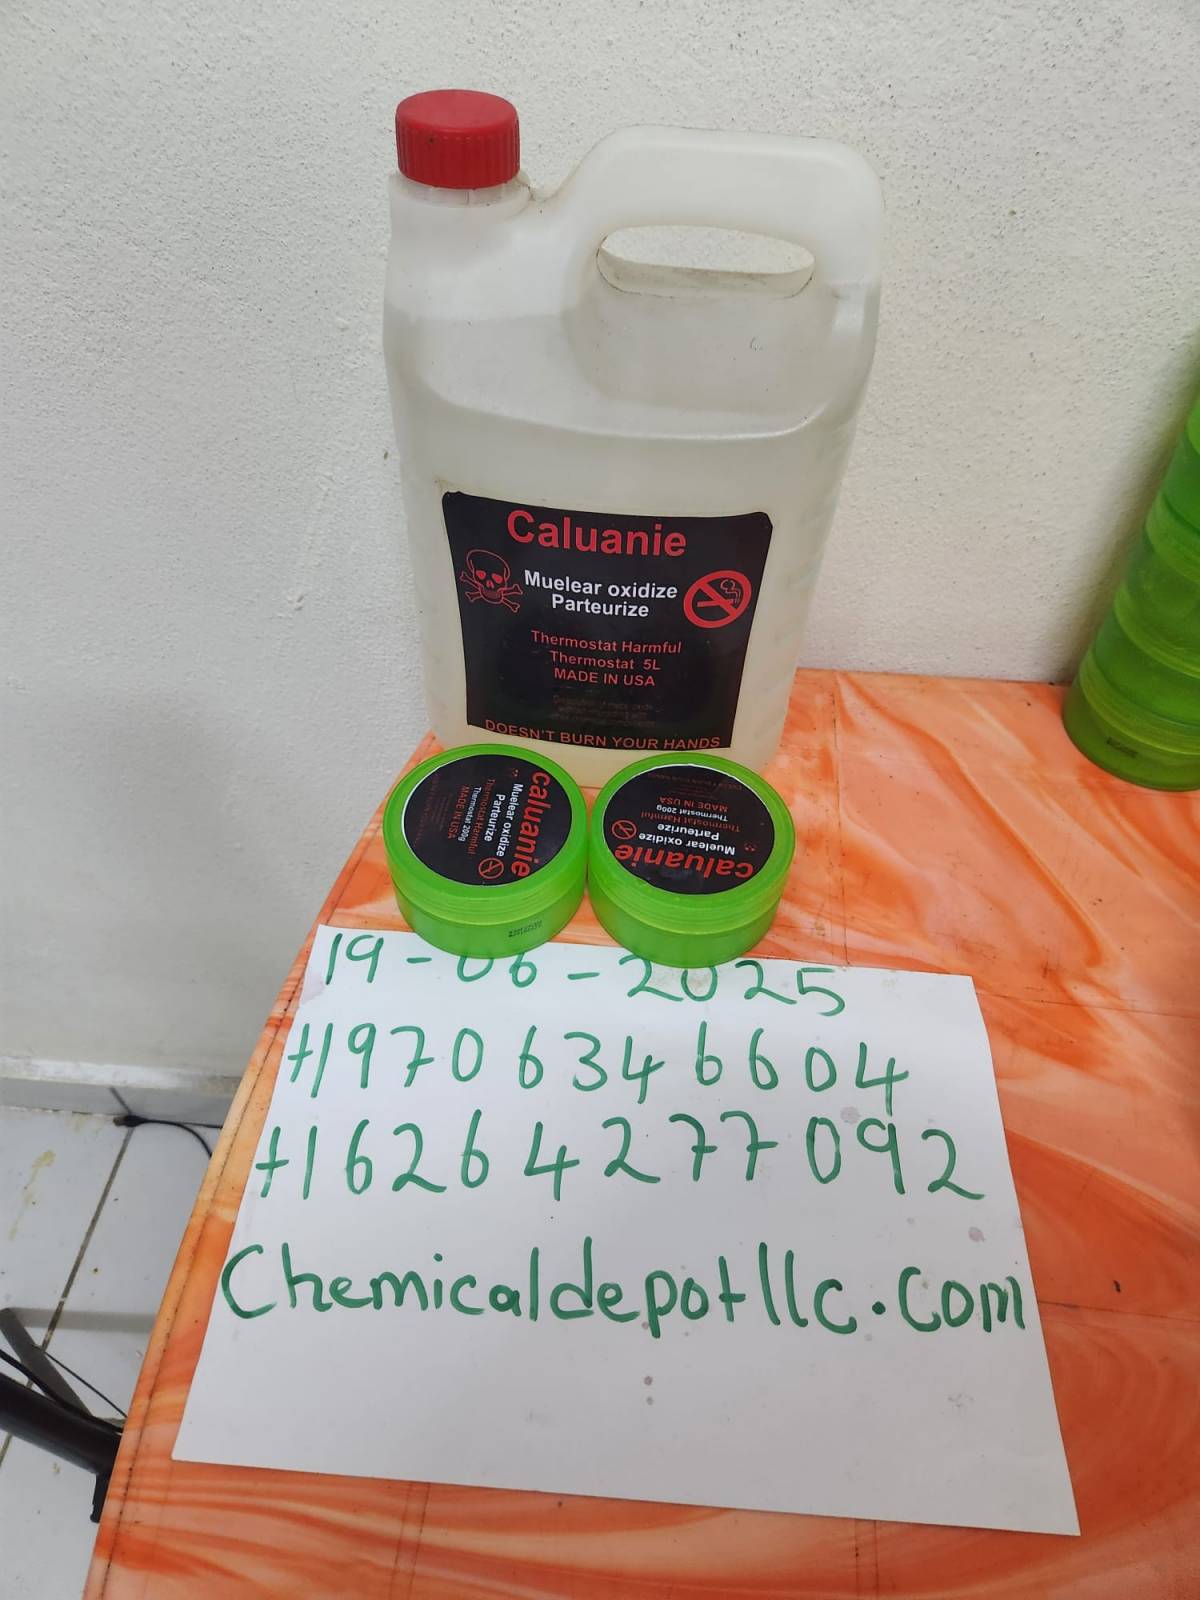 Caluanie
Muelear oxidize
Parteurize
Thermostat Harmful
Thermostat 5L
MADE IN USA
DOESN'T BURN YOUR HANDS
caluanie
Muelear oxidize
Parteurize
Thermostat Harmful
Thermostat 200g
MADE IN USA
caluanie
Muelear oxidize
Parteurize
Thermostat Harmful
Thermostat 200g
MADE IN USA
19-06-2025
+19706346604
+16264277092
Chemicaldepotllc.com